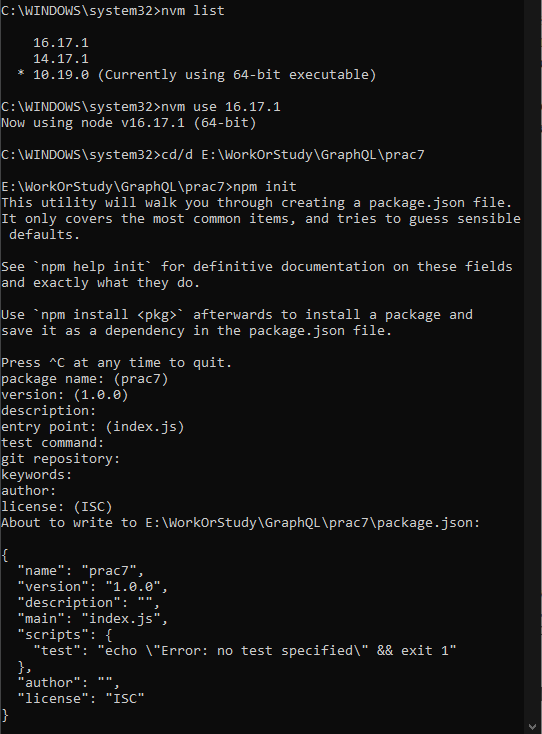 C:\WINDOWS\system32>nvm list
16.17.1
14.17.1
* 10.19.0 (Currently using 64-bit executable)
C:\WINDOWS\system32>nvm use 16.17.1
Now using node v16.17.1 (64-bit)
C:\WINDOWS\system32>cd/d E:\WorkOrStudy\GraphQL\prac7
E:\WorkOrStudy\GraphQL\prac7>npm init
This utility will walk you through creating a package.json file.
It only covers the most common items, and tries to guess sensible
defaults.
See `npm help init` for definitive documentation on these fields
and exactly what they do.
Use `npm install <pkg>` afterwards to install a package and
save it as a dependency in the package.json file.
Press ^C at any time to quit.
package name: (prac7)
version: (1.0.0)
description:
entry point: (index.js)
test command:
git repository:
keywords:
author:
license: (ISC)
About to write to E:\WorkOrStudy\GraphQL\prac7\package.json:
{
"name": "prac7",
"version": "1.0.0",
"description": "",
"main": "index.js",
"scripts": {
"test": "echo \"Error: no test specified\" && exit 1"
},
"author": "",
"license": "ISC"
}